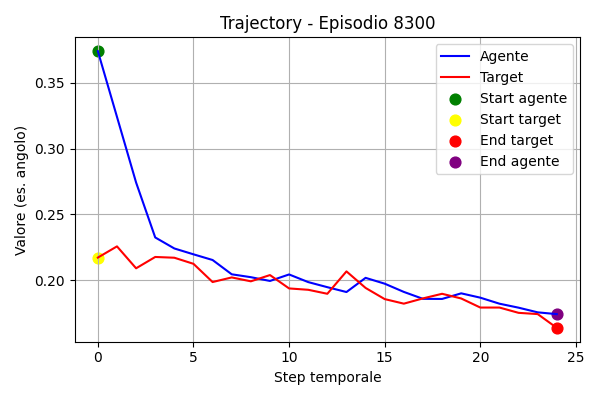 Trajectory - Episodio 8300
Valore (es. angolo)
0.35
0.30
0.25
0.20
Agente
Target
Start agente
Start target
End target
End agente
0
5
10
15
20
25
Step temporale